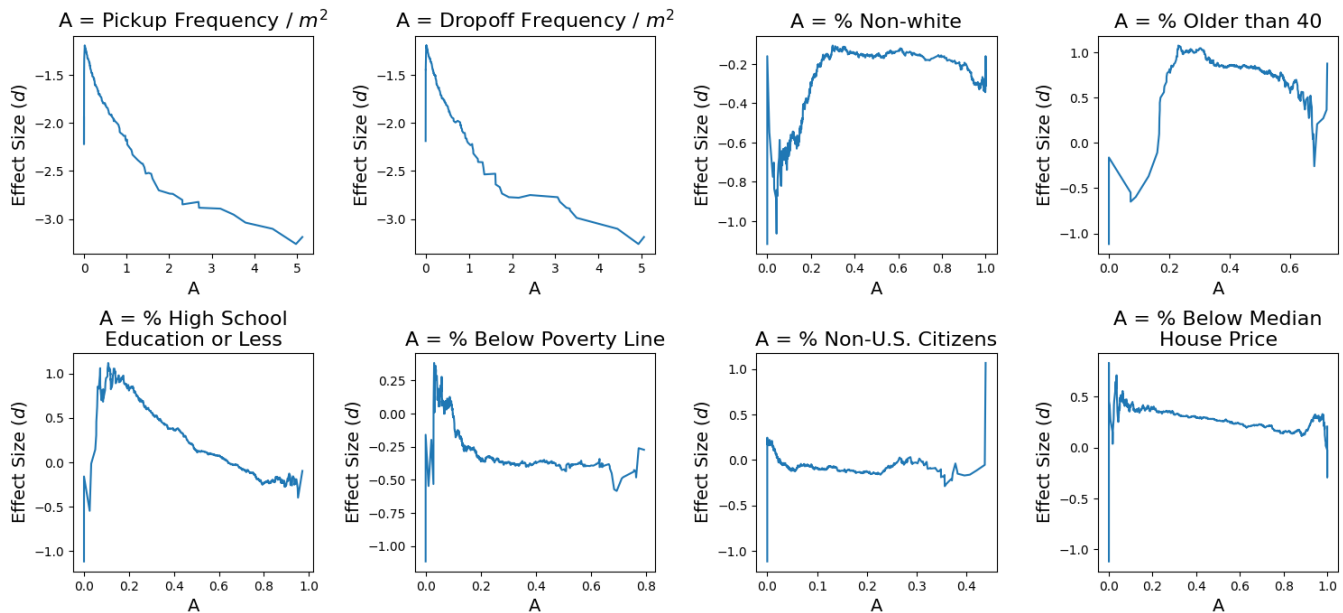 A = Pickup Frequency / m²
Effect Size (d)
−1.5
−2.0
−2.5
−3.0
0 1 2 3 4 5
A
A = Dropoff Frequency / m²
Effect Size (d)
−1.5
−2.0
−2.5
−3.0
0 1 2 3 4 5
A
A = % Non-white
Effect Size (d)
−0.2
−0.4
−0.6
−0.8
−1.0
0.0 0.2 0.4 0.6 0.8 1.0
A
A = % Older than 40
Effect Size (d)
1.0
0.5
0.0
−0.5
−1.0
0.0 0.2 0.4 0.6
A
A = % High School
Education or Less
Effect Size (d)
1.0
0.5
0.0
−0.5
−1.0
0.0 0.2 0.4 0.6 0.8 1.0
A
A = % Below Poverty Line
Effect Size (d)
0.25
0.00
−0.25
−0.50
−0.75
−1.00
0.0 0.2 0.4 0.6 0.8
A
A = % Non-U.S. Citizens
Effect Size (d)
1.0
0.5
0.0
−0.5
−1.0
0.0 0.1 0.2 0.3 0.4
A
A = % Below Median
House Price
Effect Size (d)
0.5
0.0
−0.5
−1.0
0.0 0.2 0.4 0.6 0.8 1.0
A